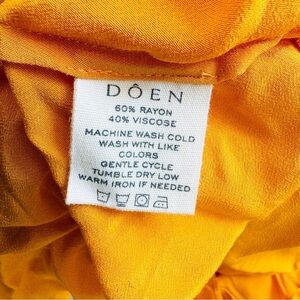 DÔEN
60% RAYON
40% VISCOSE
MACHINE WASH COLD
WASH WITH LIKE
COLORS
GENTLE CYCLE
TUMBLE DRY LOW
WARM IRON IF NEEDED